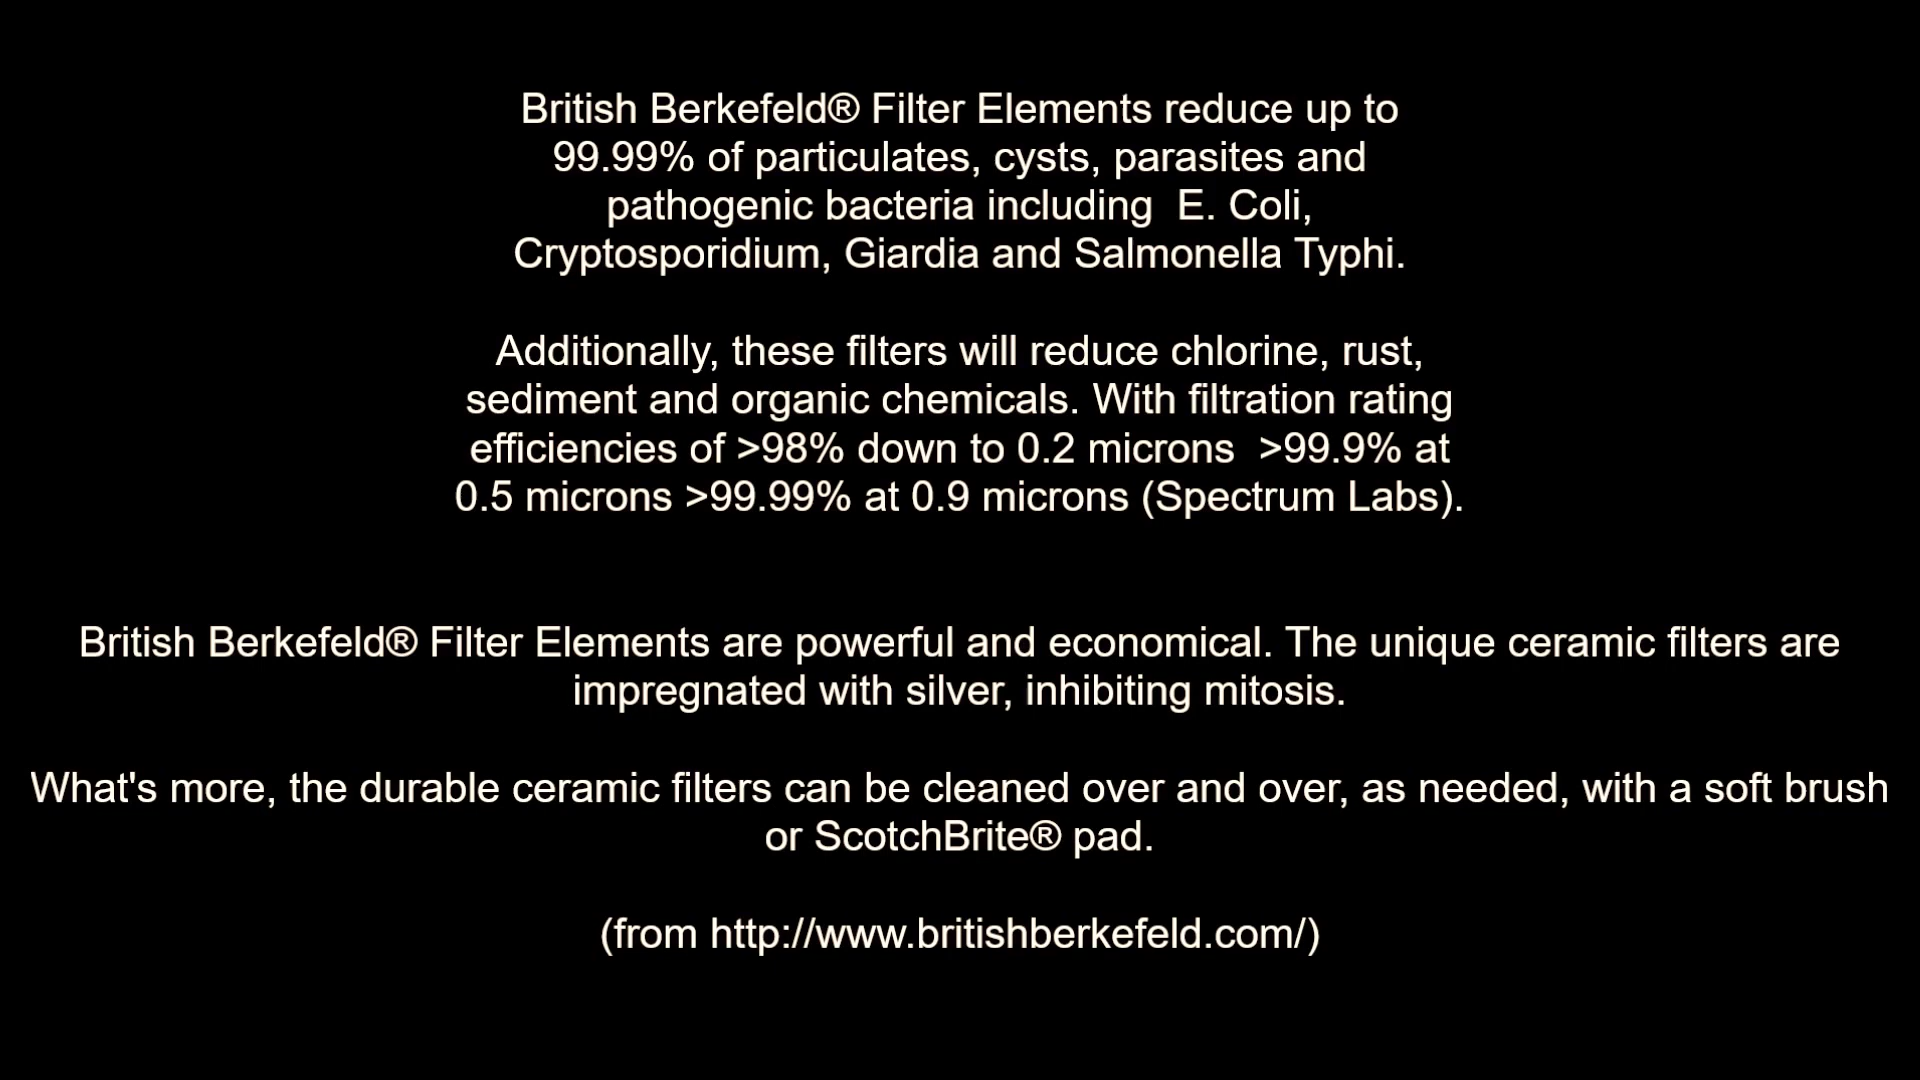 British Berkefeld® Filter Elements reduce up to
99.99% of particulates, cysts, parasites and
pathogenic bacteria including  E. Coli,
Cryptosporidium, Giardia and Salmonella Typhi.
Additionally, these filters will reduce chlorine, rust,
sediment and organic chemicals. With filtration rating
efficiencies of >98% down to 0.2 microns  >99.9% at
0.5 microns >99.99% at 0.9 microns (Spectrum Labs).
British Berkefeld® Filter Elements are powerful and economical. The unique ceramic filters are
impregnated with silver, inhibiting mitosis.
What's more, the durable ceramic filters can be cleaned over and over, as needed, with a soft brush
or ScotchBrite® pad.
(from http://www.britishberkefeld.com/)